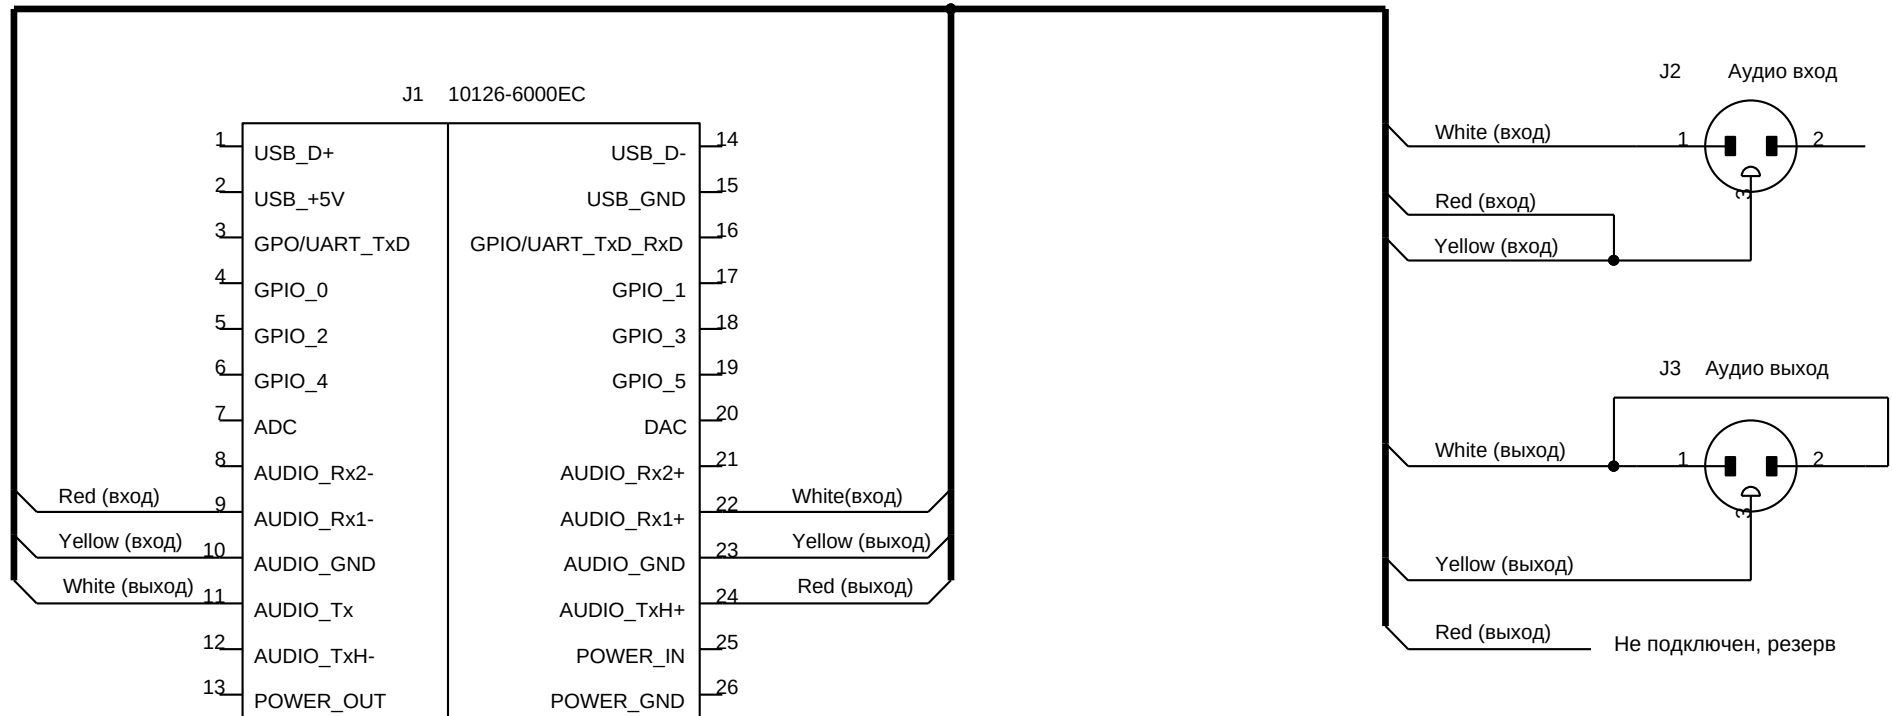 J1 10126-6000EC
1 USB_D+ USB_D- 14
2 USB_+5V USB_GND 15
3 GPO/UART_TxD GPIO/UART_TxD_RxD 16
4 GPIO_0 GPIO_1 17
5 GPIO_2 GPIO_3 18
6 GPIO_4 GPIO_5 19
7 ADC DAC 20
8 AUDIO_Rx2- AUDIO_Rx2+ 21
Red (вход) 9 AUDIO_Rx1- AUDIO_Rx1+ 22 White(вход)
Yellow (вход) 10 AUDIO_GND AUDIO_GND 23 Yellow (выход)
White (выход) 11 AUDIO_Tx AUDIO_TxH+ 24 Red (выход)
12 AUDIO_TxH- POWER_IN 25
13 POWER_OUT POWER_GND 26
J2 Аудио вход
White (вход) 1 2
3
Red (вход)
Yellow (вход)
J3 Аудио выход
White (выход) 1 2
3
Yellow (выход)
Red (выход) Не подключен, резерв